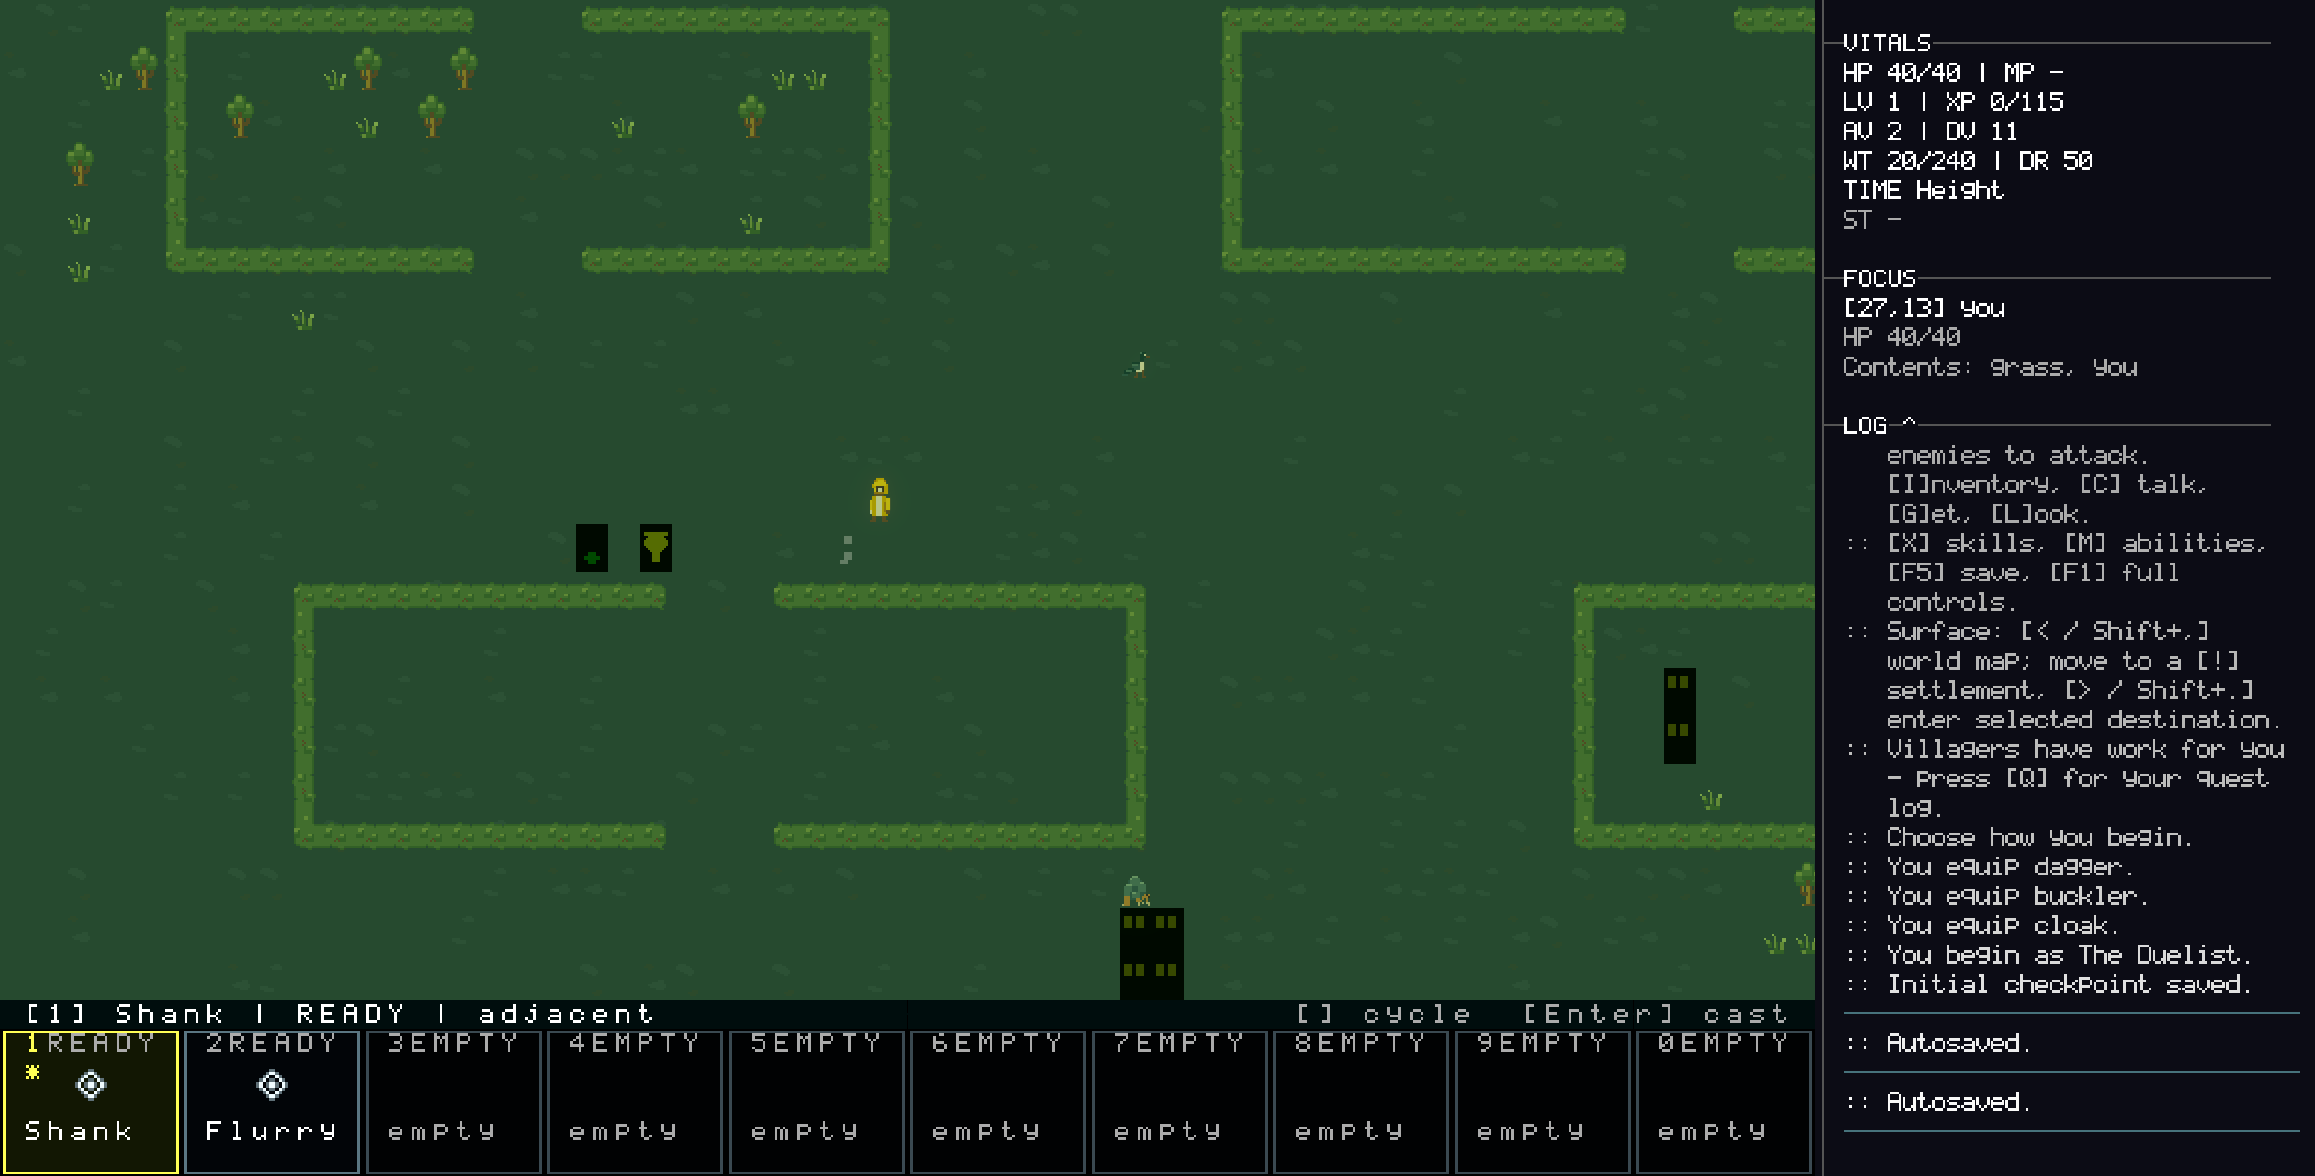 VITALS
HP 40/40 | MP -
LV 1 | XP 0/115
AV 2 | DV 11
WT 20/240 | DR 50
TIME Height
ST -
FOCUS
[27,13] you
HP 40/40
Contents: grass, you
LOG ^
enemies to attack.
[I]nventory, [C] talk,
[G]et, [L]ook.
:: [X] skills, [M] abilities,
[F5] save, [F1] full
controls.
:: Surface: [< / Shift+,]
world map; move to a [!]
settlement, [> / Shift+.]
enter selected destination.
:: Villagers have work for you
- press [Q] for your quest
log.
:: Choose how you begin.
:: You equip dagger.
:: You equip buckler.
:: You equip cloak.
:: You begin as The Duelist.
:: Initial checkpoint saved.
:: Autosaved.
:: Autosaved.
[1] Shank | READY | adjacent
[] cycle [Enter] cast
1READY 2READY 3EMPTY 4EMPTY 5EMPTY 6EMPTY 7EMPTY 8EMPTY 9EMPTY 0EMPTY
*
Shank Flurry empty empty empty empty empty empty empty empty